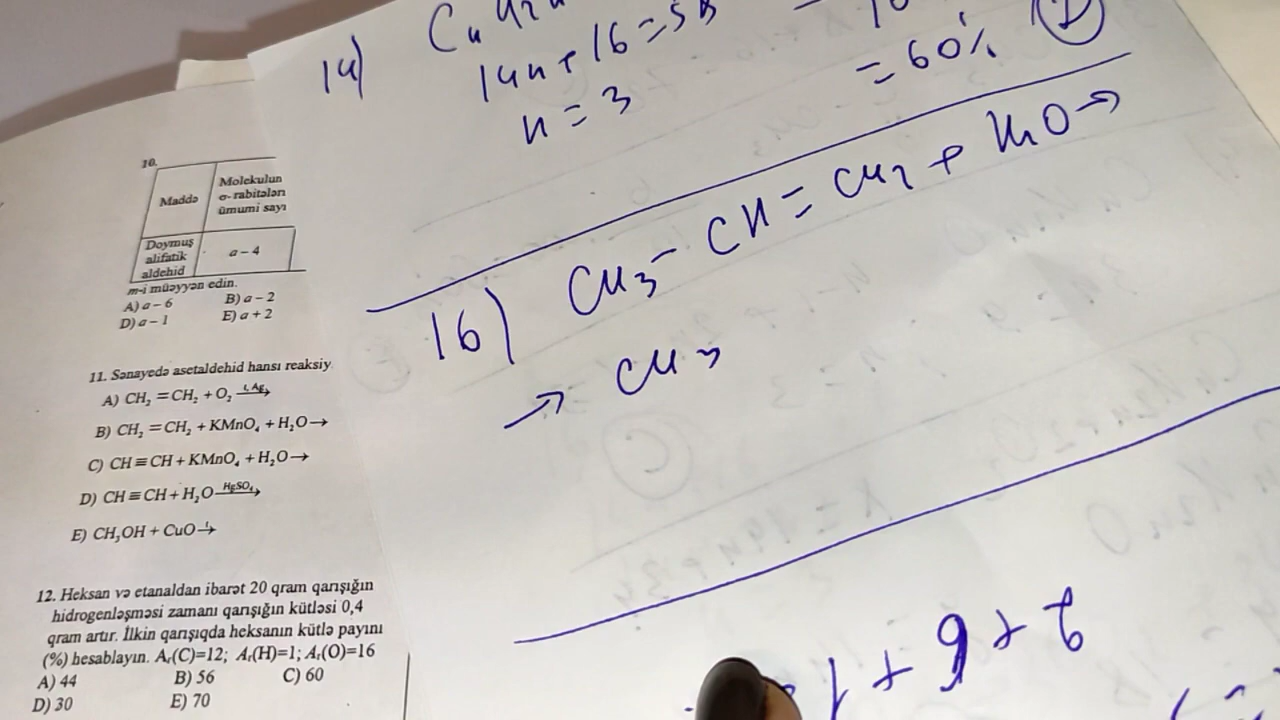 10.
Maddə
Molekulun
σ- rabitələri
ümumi sayı
Doymuş
alifatik
aldehid
a – 4
m-i müəyyən edin.
A) a – 6 B) a – 2
D) a – 1 E) a + 2
11. Sənayedə asetaldehid hansı reaksiy
A) CH₂ = CH₂ + O₂ t, Ag→
B) CH₂ = CH₂ + KMnO₄ + H₂O →
C) CH ≡ CH + KMnO₄ + H₂O →
D) CH ≡ CH + H₂O HgSO₄→
E) CH₃OH + CuO t→
12. Heksan və etanaldan ibarət 20 qram qarışığın
hidrogenləşməsi zamanı qarışığın kütləsi 0,4
qram artır. İlkin qarışıqda heksanın kütlə payını
(%) hesablayın. Aᵣ(C)=12; Aᵣ(H)=1; Aᵣ(O)=16
A) 44 B) 56 C) 60
D) 30 E) 70
14)
14n + 16 = 58
n = 3
= 60%
D
16) CH₃ – CH = CH₂ + H₂O →
→ CH₃